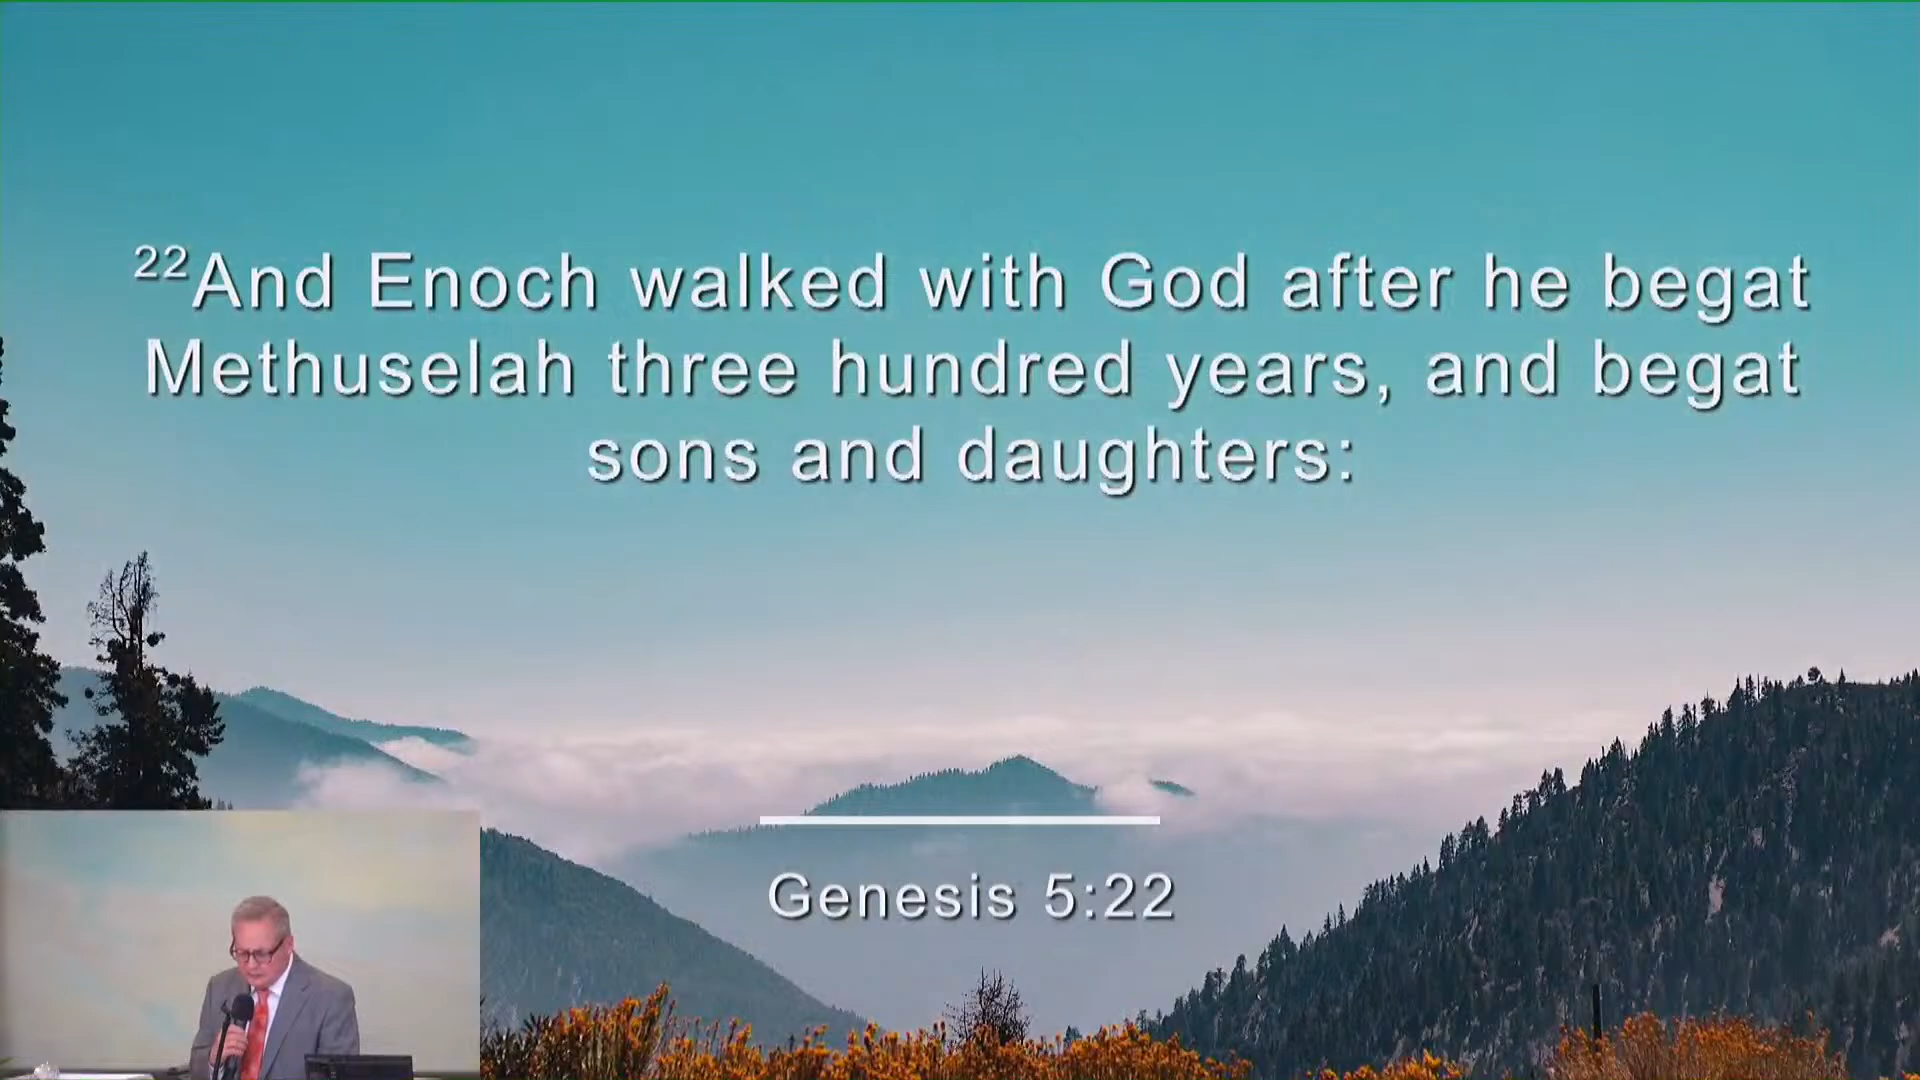 22And Enoch walked with God after he begat
Methuselah three hundred years, and begat
sons and daughters:
Genesis 5:22